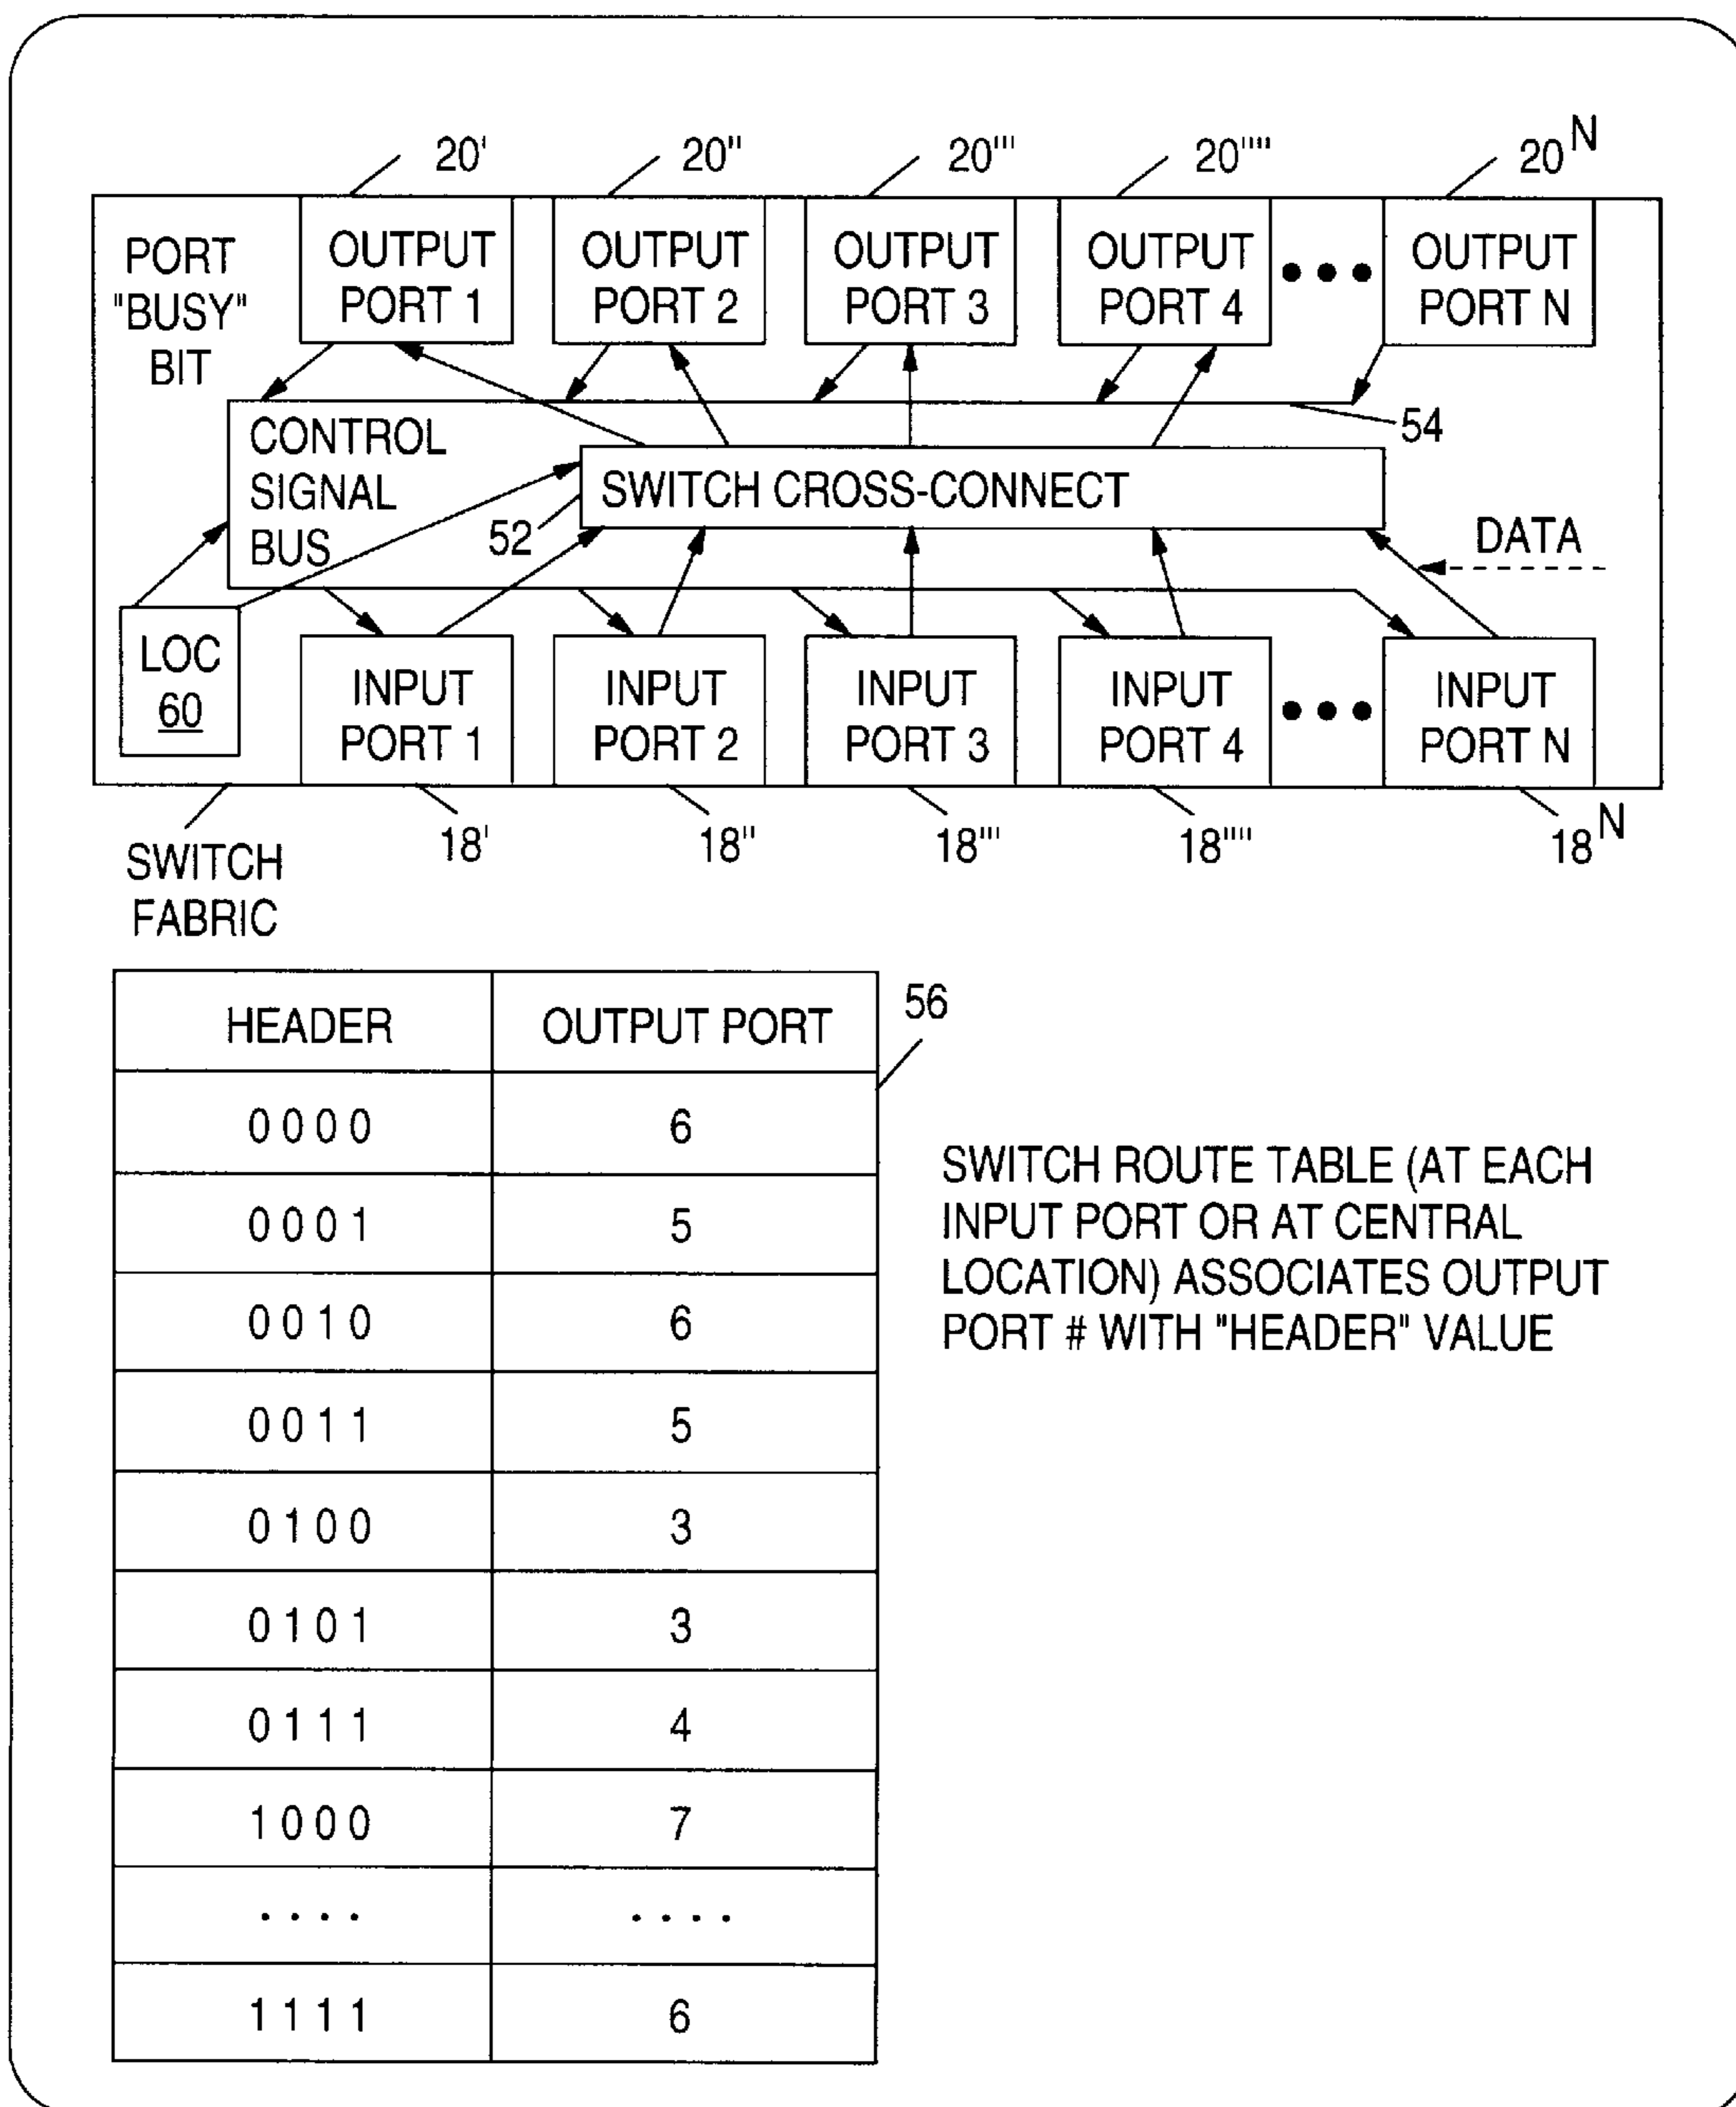 20' 20" 20''' 20'''' 20N
PORT
"BUSY"
BIT
OUTPUT
PORT 1
OUTPUT
PORT 2
OUTPUT
PORT 3
OUTPUT
PORT 4
OUTPUT
PORT N
54
CONTROL
SIGNAL
BUS
SWITCH CROSS-CONNECT
52
DATA
LOC
60
INPUT
PORT 1
INPUT
PORT 2
INPUT
PORT 3
INPUT
PORT 4
INPUT
PORT N
18' 18" 18''' 18'''' 18N
SWITCH
FABRIC
56
HEADER OUTPUT PORT
0000 6
0001 5
0010 6
0011 5
0100 3
0101 3
0111 4
1000 7
.... ....
1111 6
SWITCH ROUTE TABLE (AT EACH
INPUT PORT OR AT CENTRAL
LOCATION) ASSOCIATES OUTPUT
PORT # WITH "HEADER" VALUE